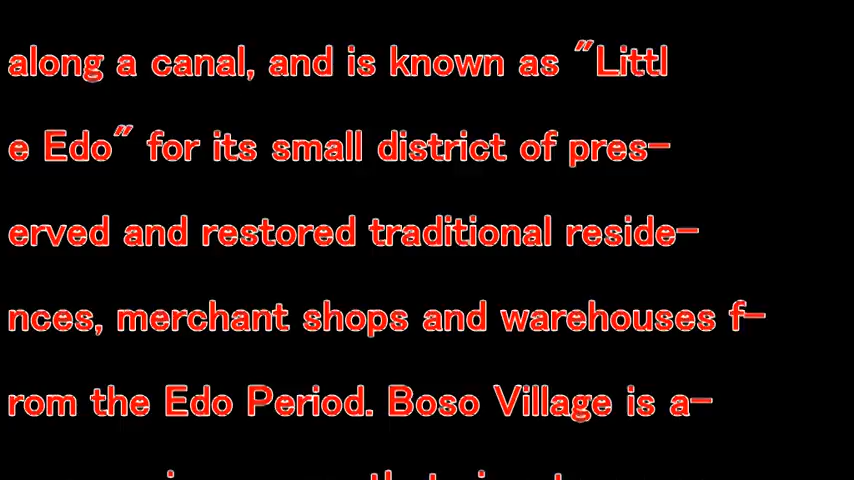 along a canal, and is known as "Littl
e Edo" for its small district of pres-
erved and restored traditional reside-
nces, merchant shops and warehouses f-
rom the Edo Period. Boso Village is a-